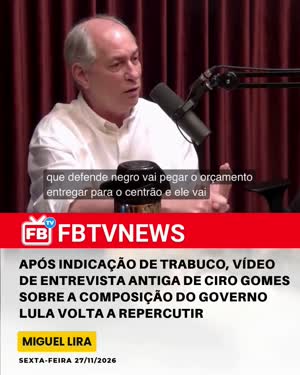 que defende negro vai pegar o orçamento
entregar para o centrão e ele vai
FB TV
FBTVNEWS
APÓS INDICAÇÃO DE TRABUCO, VÍDEO
DE ENTREVISTA ANTIGA DE CIRO GOMES
SOBRE A COMPOSIÇÃO DO GOVERNO
LULA VOLTA A REPERCUTIR
MIGUEL LIRA
SEXTA-FEIRA 27/11/2026